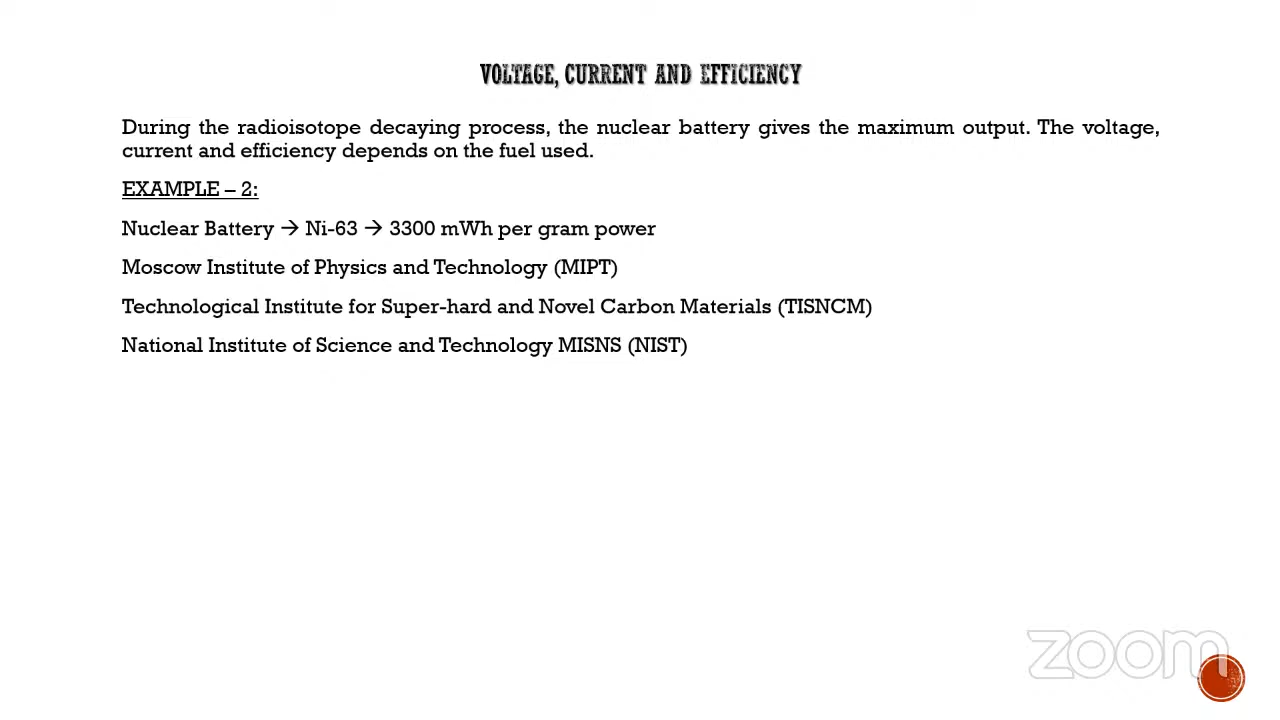 VOLTAGE, CURRENT AND EFFICIENCY
During the radioisotope decaying process, the nuclear battery gives the maximum output. The voltage,
current and efficiency depends on the fuel used.
EXAMPLE – 2:
Nuclear Battery → Ni-63 → 3300 mWh per gram power
Moscow Institute of Physics and Technology (MIPT)
Technological Institute for Super-hard and Novel Carbon Materials (TISNCM)
National Institute of Science and Technology MISNS (NIST)
zoom